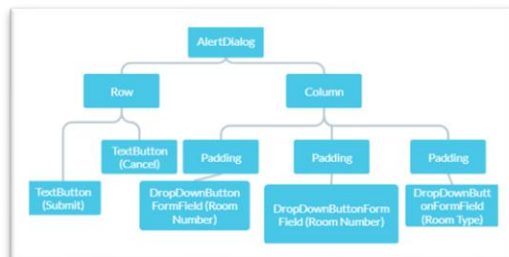 AlertDialog
Row
Column
TextButton
(Cancel)
Padding
Padding
Padding
TextButton
(Submit)
DropDownButton
FormField (Room
Number)
DropDownButtonForm
Field (Room Number)
DropDownButt
onFormField
(Room Type)